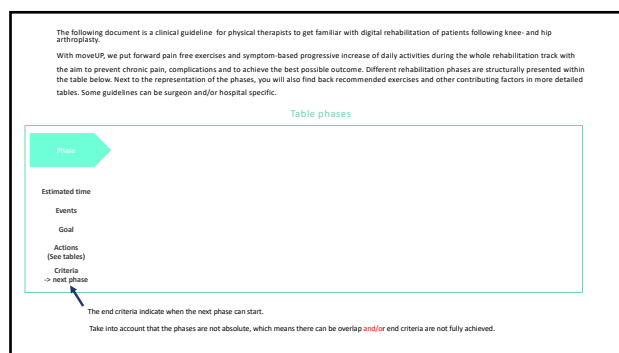 The following document is a clinical guideline for physical therapists to get familiar with digital rehabilitation of patients following knee- and hip
arthroplasty.
With moveUP, we put forward pain free exercises and symptom-based progressive increase of daily activities during the whole rehabilitation track with
the aim to prevent chronic pain, complications and to achieve the best possible outcome. Different rehabilitation phases are structurally presented within
the table below. Next to the representation of the phases, you will also find back recommended exercises and other contributing factors in more detailed
tables. Some guidelines can be surgeon and/or hospital specific.
Table phases
Phase
Estimated time
Events
Goal
Actions
(See tables)
Criteria
-> next phase
The end criteria indicate when the next phase can start.
Take into account that the phases are not absolute, which means there can be overlap and/or end criteria are not fully achieved.